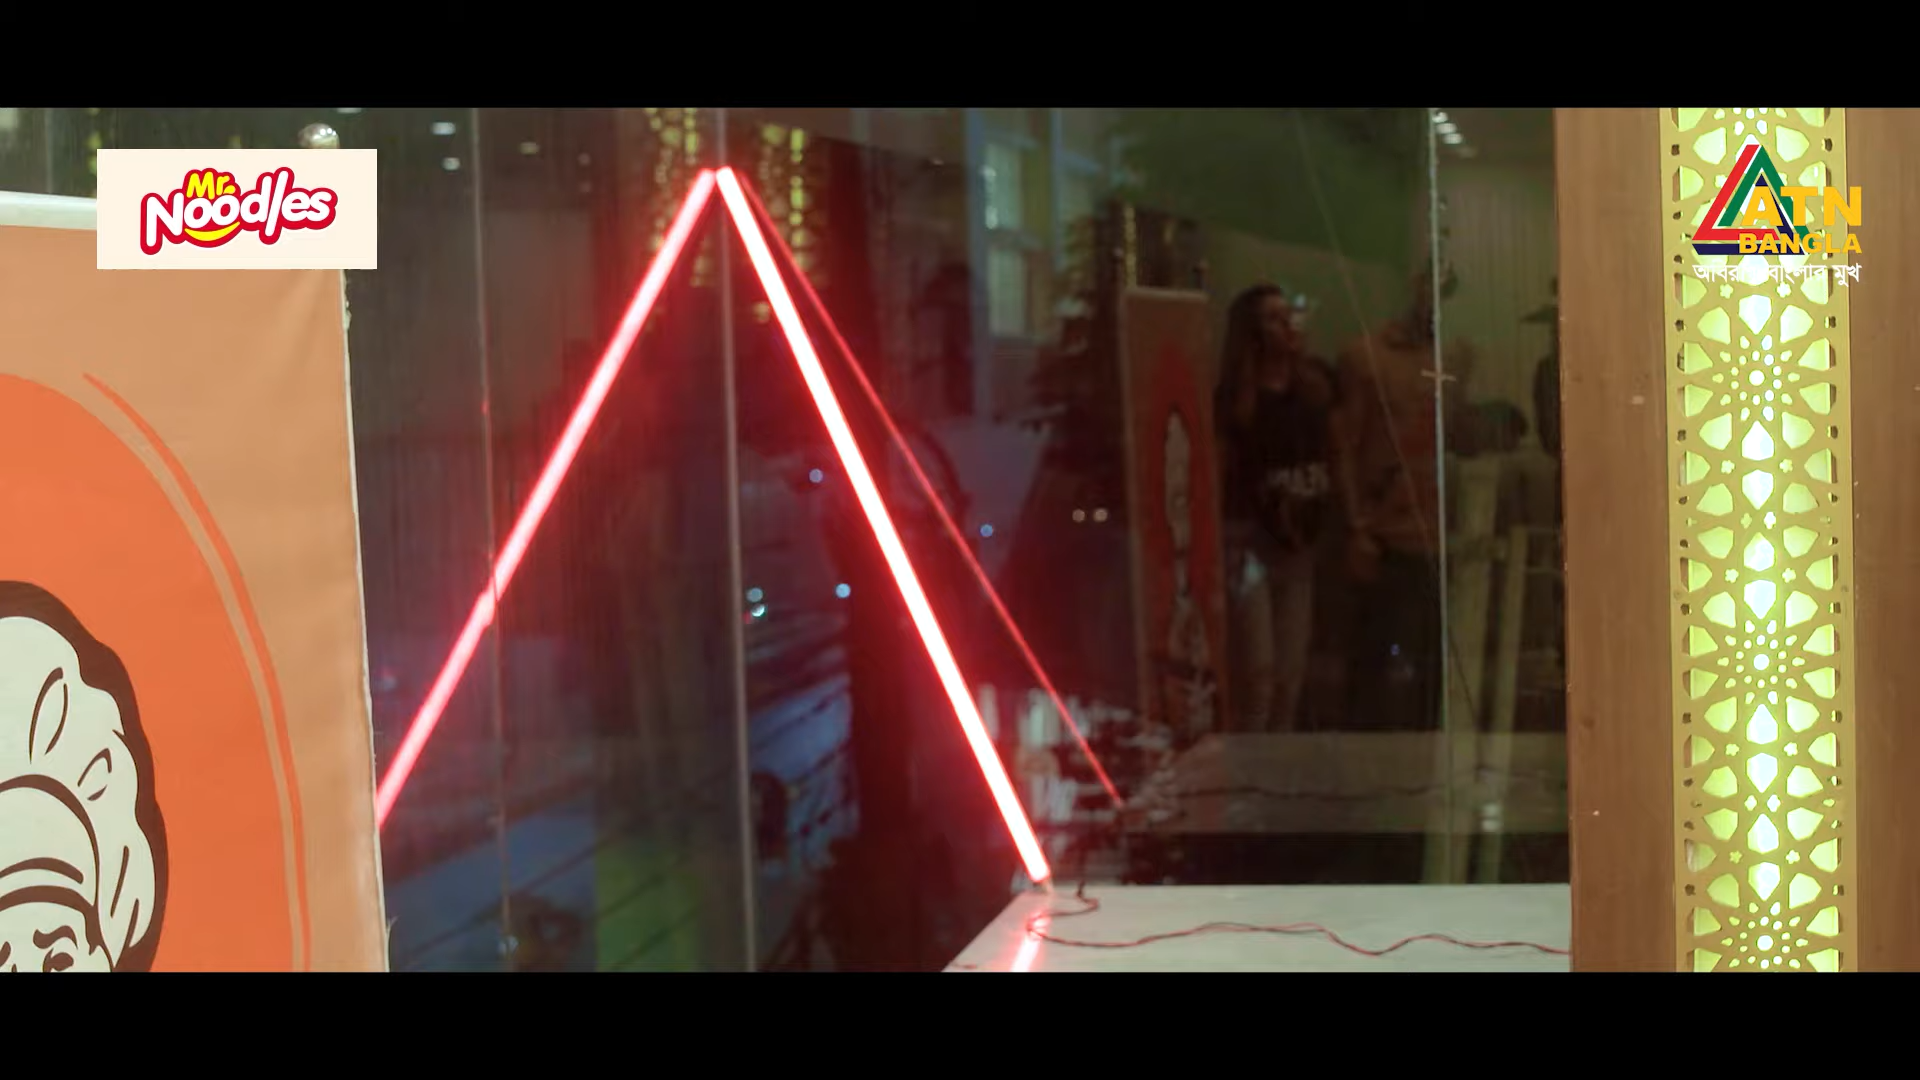 Mr.
Noodles
ATN
BANGLA
মুখ